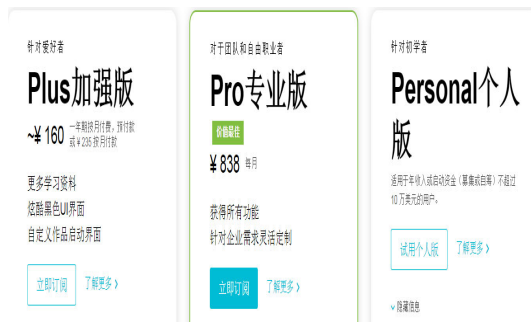 针对爱好者
Plus加强版
~¥ 160 一年期按月付费，预付款
或￥235 按月付款
更多学习资料
炫酷黑色UI界面
自定义作品启动界面
立即订阅 了解更多 >
对于团队和自由职业者
Pro专业版
价值最佳
¥ 838 每月
获得所有功能
针对企业需求灵活定制
立即订阅 了解更多 >
针对初学者
Personal个人
版
适用于年收入或启动资金（募集或自筹）不超过
10 万美元的用户。
试用个人版 了解更多 >
隐藏信息